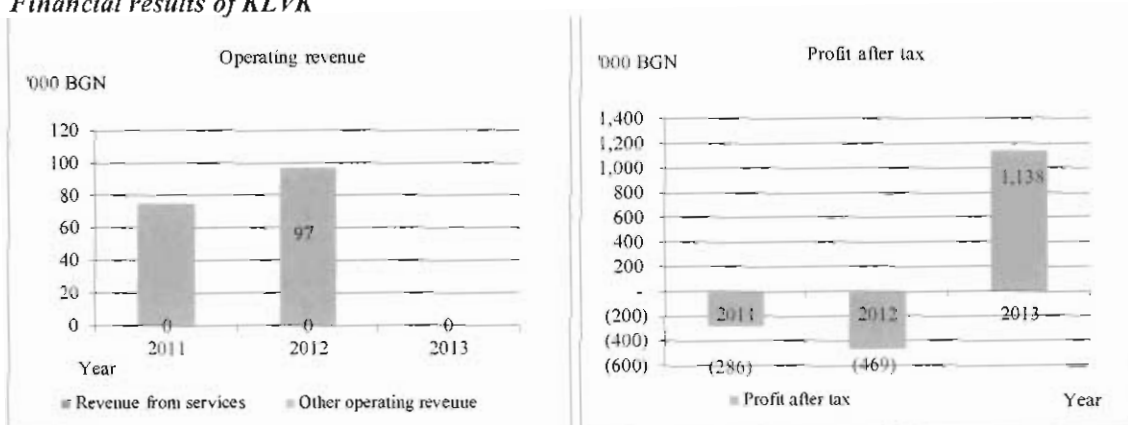 Financial results of KLVK
Operating revenue
'000 BGN
120
100
80
60
40
20
0
97
0 0 0
2011 2012 2013
Year
Revenue from services Other operating revenue
Profit after tax
'000 BGN
1,400
1,200
1,000
800
600
400
200
-
(200)
(400)
(600)
1,138
2011 2012 2013
(286) (469)
Profit after tax
Year